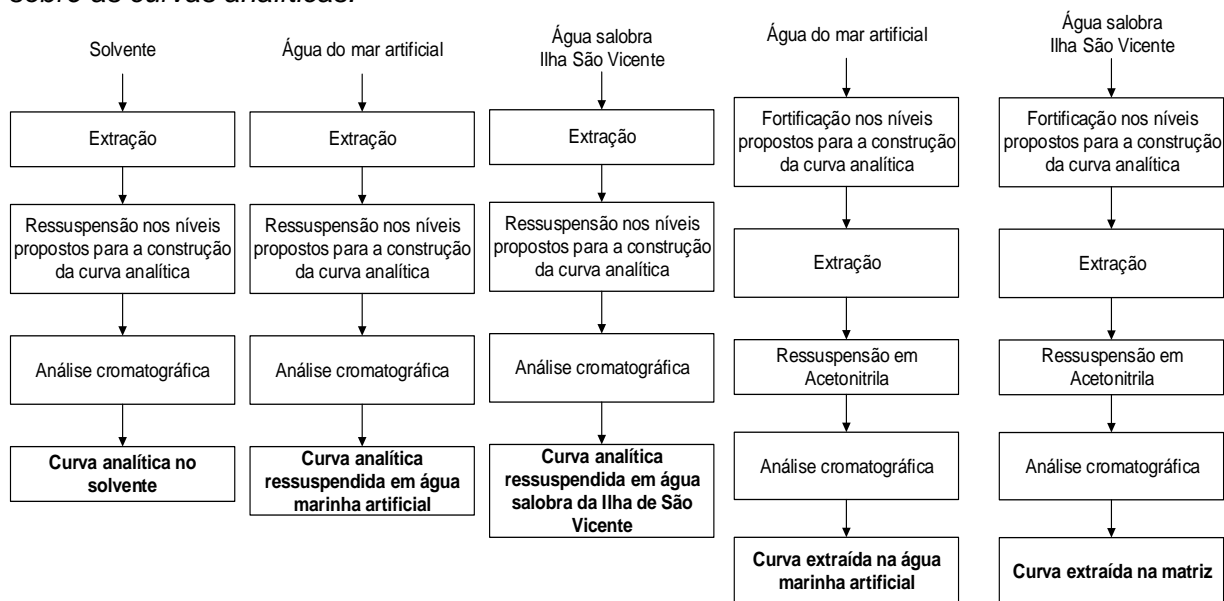 sobre as curvas analíticas.
Solvente
Extração
Ressuspensão nos níveis
propostos para a construção
da curva analítica
Análise cromatográfica
Curva analítica no
solvente
Água do mar artificial
Extração
Ressuspensão nos níveis
propostos para a construção
da curva analítica
Análise cromatográfica
Curva analítica
ressuspendida em água
marinha artificial
Água salobra
Ilha São Vicente
Extração
Ressuspensão nos níveis
propostos para a construção
da curva analítica
Análise cromatográfica
Curva analítica
ressuspendida em água
salobra da Ilha de São
Vicente
Água do mar artificial
Fortificação nos níveis
propostos para a construção
da curva analítica
Extração
Ressuspensão em
Acetonitrila
Análise cromatográfica
Curva extraída na água
marinha artificial
Água salobra
Ilha São Vicente
Fortificação nos níveis
propostos para a construção
da curva analítica
Extração
Ressuspensão em
Acetonitrila
Análise cromatográfica
Curva extraída na matriz